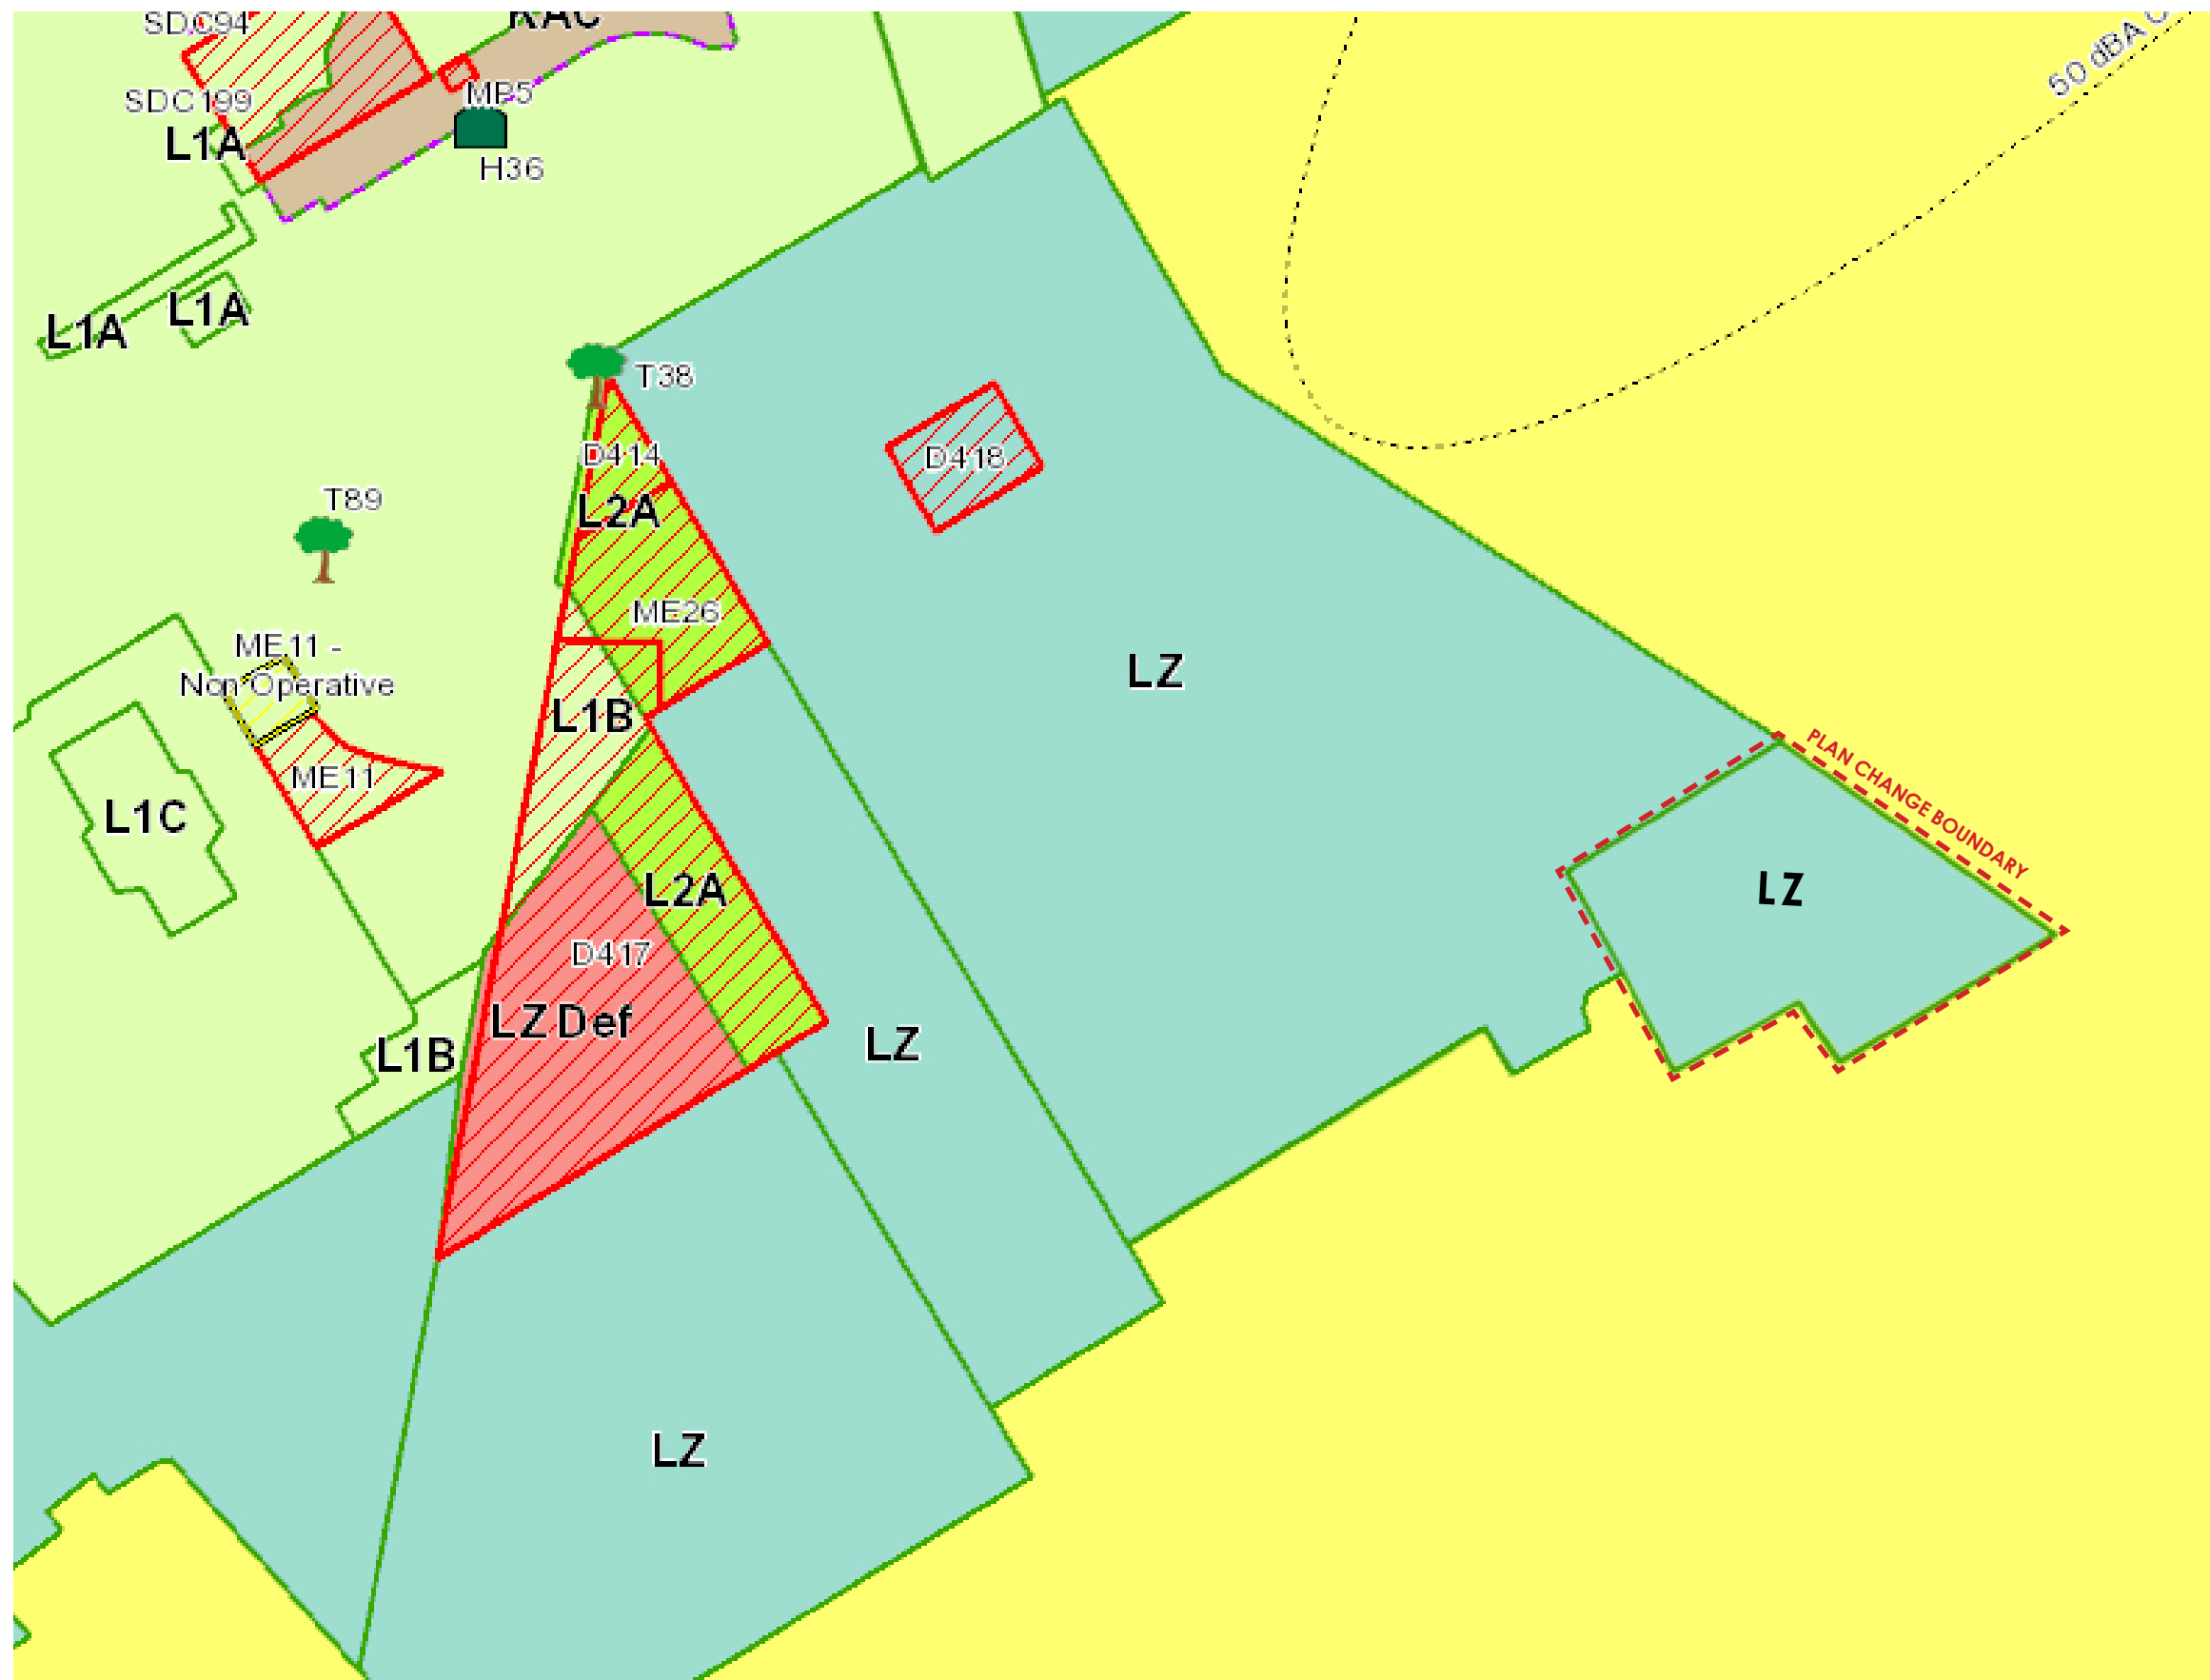 SDC94
KAC
50 dBA
SDC199
MP5
L1A
H36
L1A
L1A
T38
D414
D418
L2A
T89
ME26
ME11 -
Non Operative
LZ
L1B
ME11
PLAN CHANGE BOUNDARY
L1C
L2A
LZ
D417
LZ Def
LZ
L1B
LZ